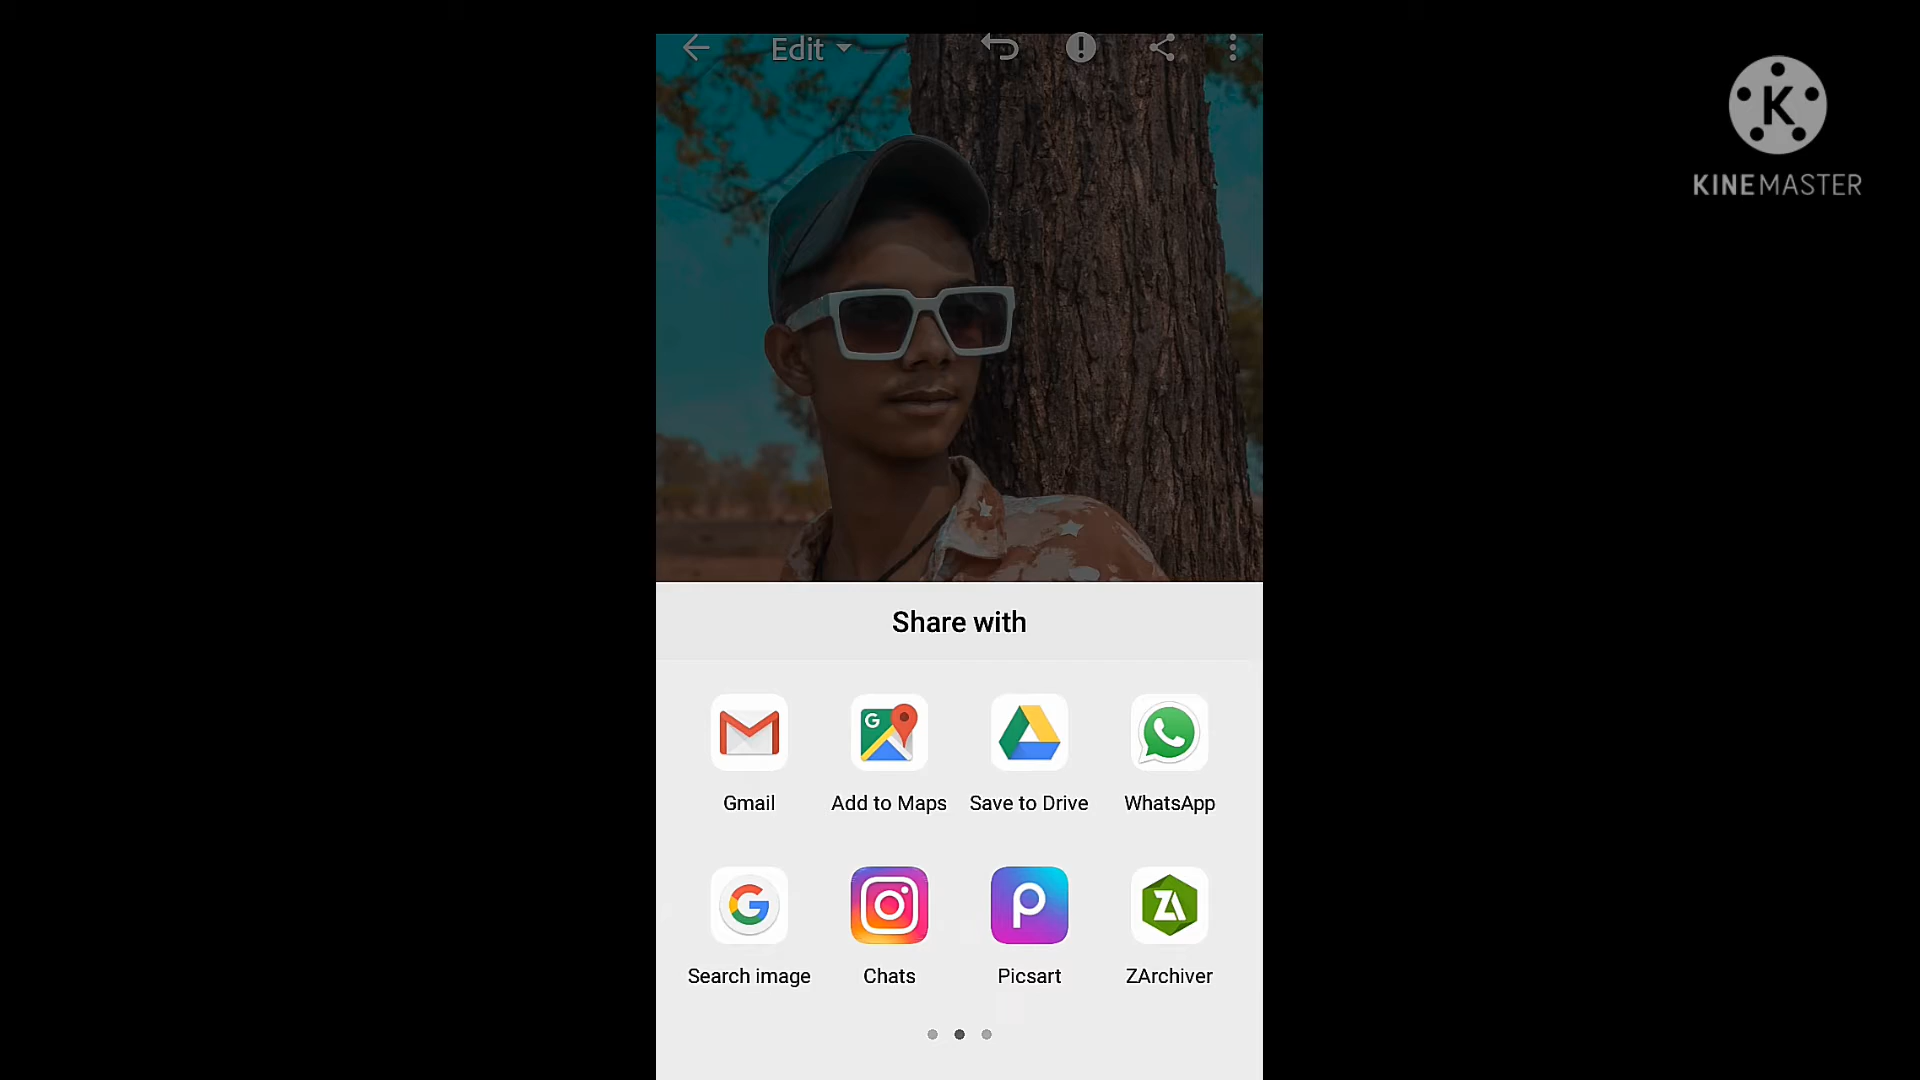 Edit
KINEMASTER
Share with
Gmail
Add to Maps
Save to Drive
WhatsApp
Search image
Chats
Picsart
ZArchiver